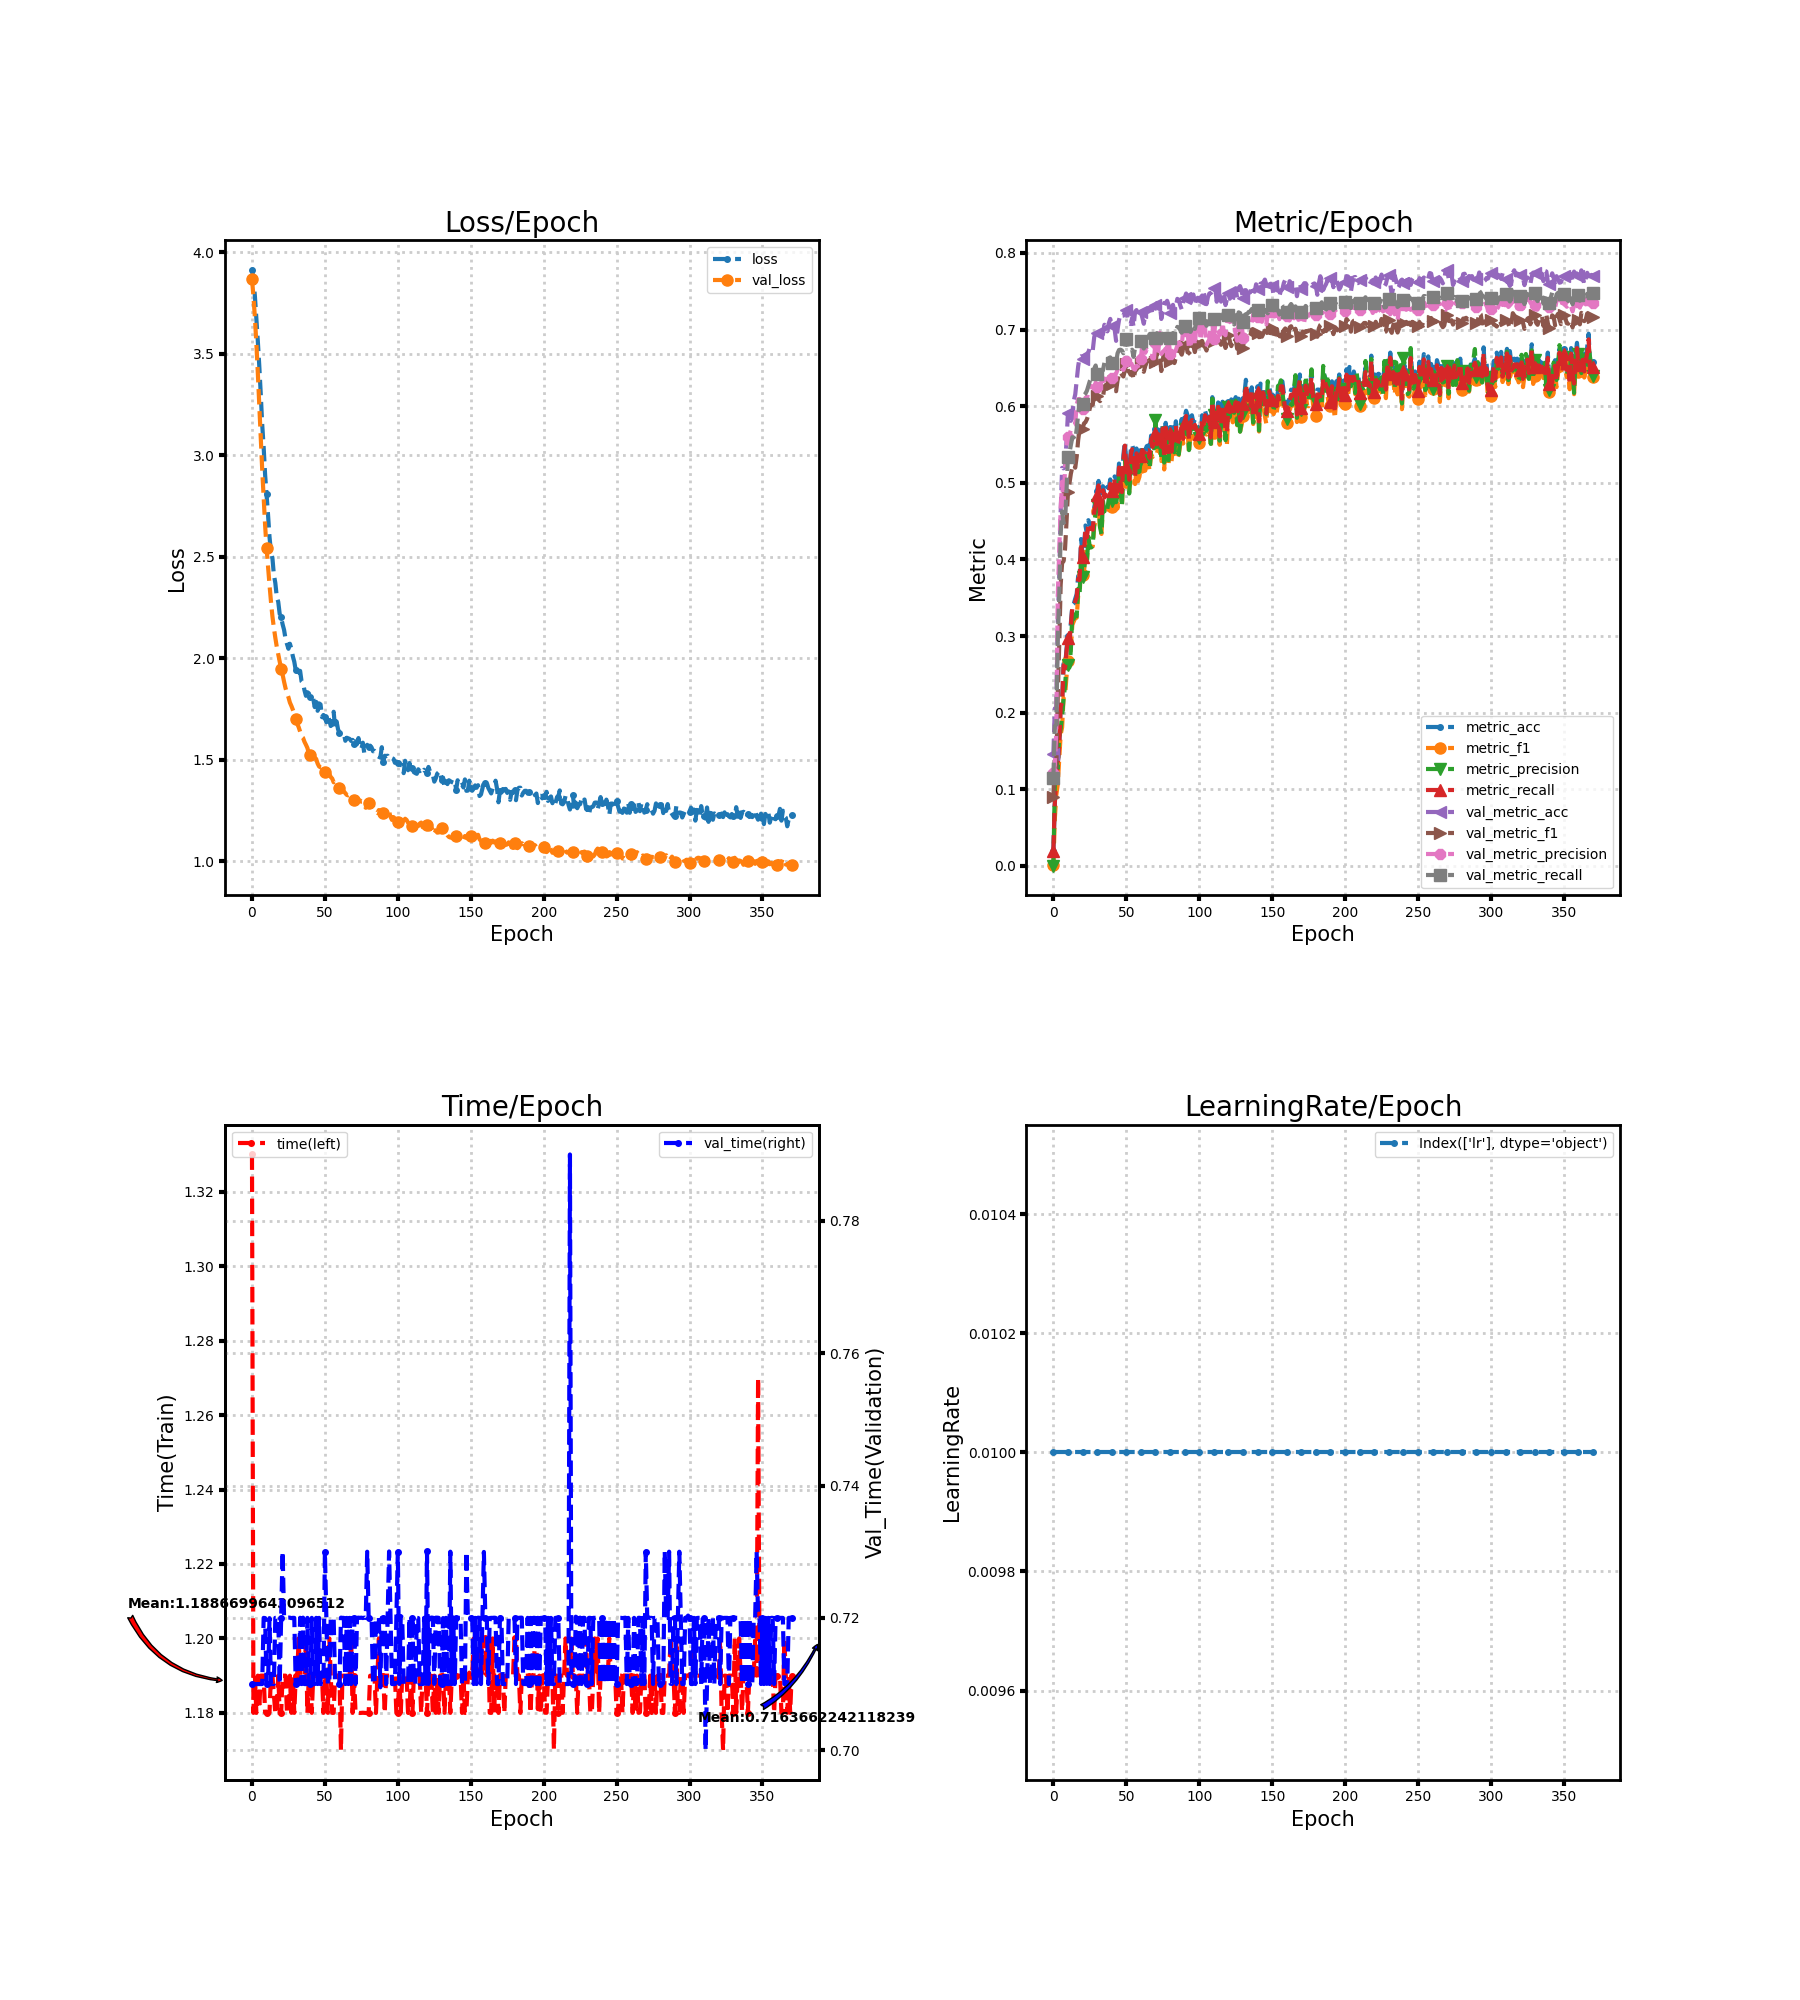 Loss/Epoch
4.0
3.5
3.0
2.5
2.0
1.5
1.0
Loss
loss
val_loss
0 50 100 150 200 250 300 350
Epoch
Metric/Epoch
0.8
0.7
0.6
0.5
0.4
0.3
0.2
0.1
0.0
Metric
metric_acc
metric_f1
metric_precision
metric_recall
val_metric_acc
val_metric_f1
val_metric_precision
val_metric_recall
0 50 100 150 200 250 300 350
Epoch
Time/Epoch
time(left)
val_time(right)
1.32
1.30
1.28
1.26
1.24
1.22
1.20
1.18
Time(Train)
0.78
0.76
0.74
0.72
0.70
Val_Time(Validation)
Mean:0.7163662242118239
0 50 100 150 200 250 300 350
Epoch
LearningRate/Epoch
Index(['lr'], dtype='object')
0.0104
0.0102
0.0100
0.0098
0.0096
LearningRate
0 50 100 150 200 250 300 350
Epoch